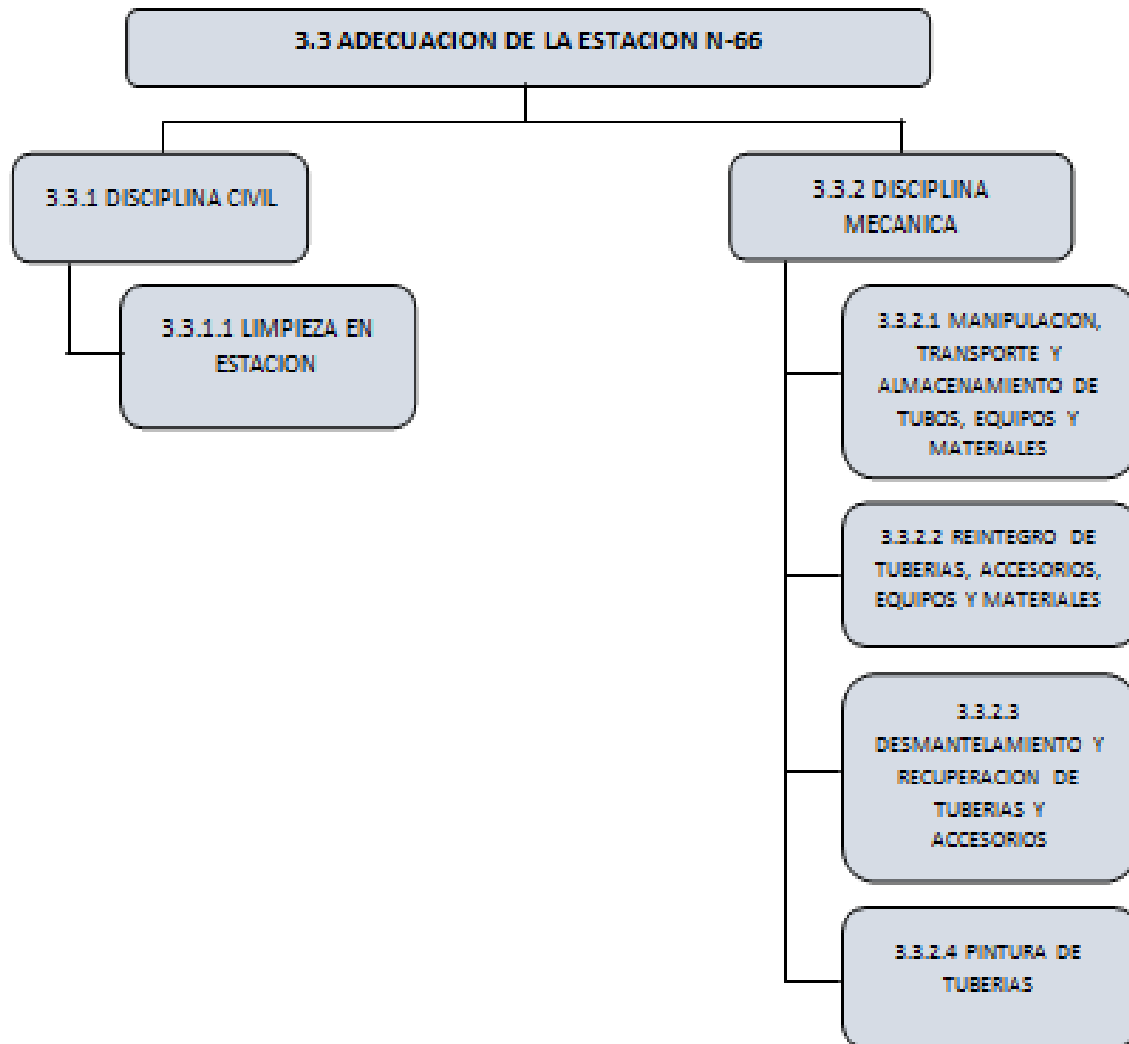 3.3 ADECUACION DE LA ESTACION N-66
3.3.1 DISCIPLINA CIVIL
3.3.1.1 LIMPIEZA EN
ESTACION
3.3.2 DISCIPLINA
MECANICA
3.3.2.1 MANIPULACION,
TRANSPORTE Y
ALMACENAMIENTO DE
TUBOS, EQUIPOS Y
MATERIALES
3.3.2.2 REINTEGRO DE
TUBERIAS, ACCESORIOS,
EQUIPOS Y MATERIALES
3.3.2.3
DESMANTELAMIENTO Y
RECUPERACION DE
TUBERIAS Y
ACCESORIOS
3.3.2.4 PINTURA DE
TUBERIAS